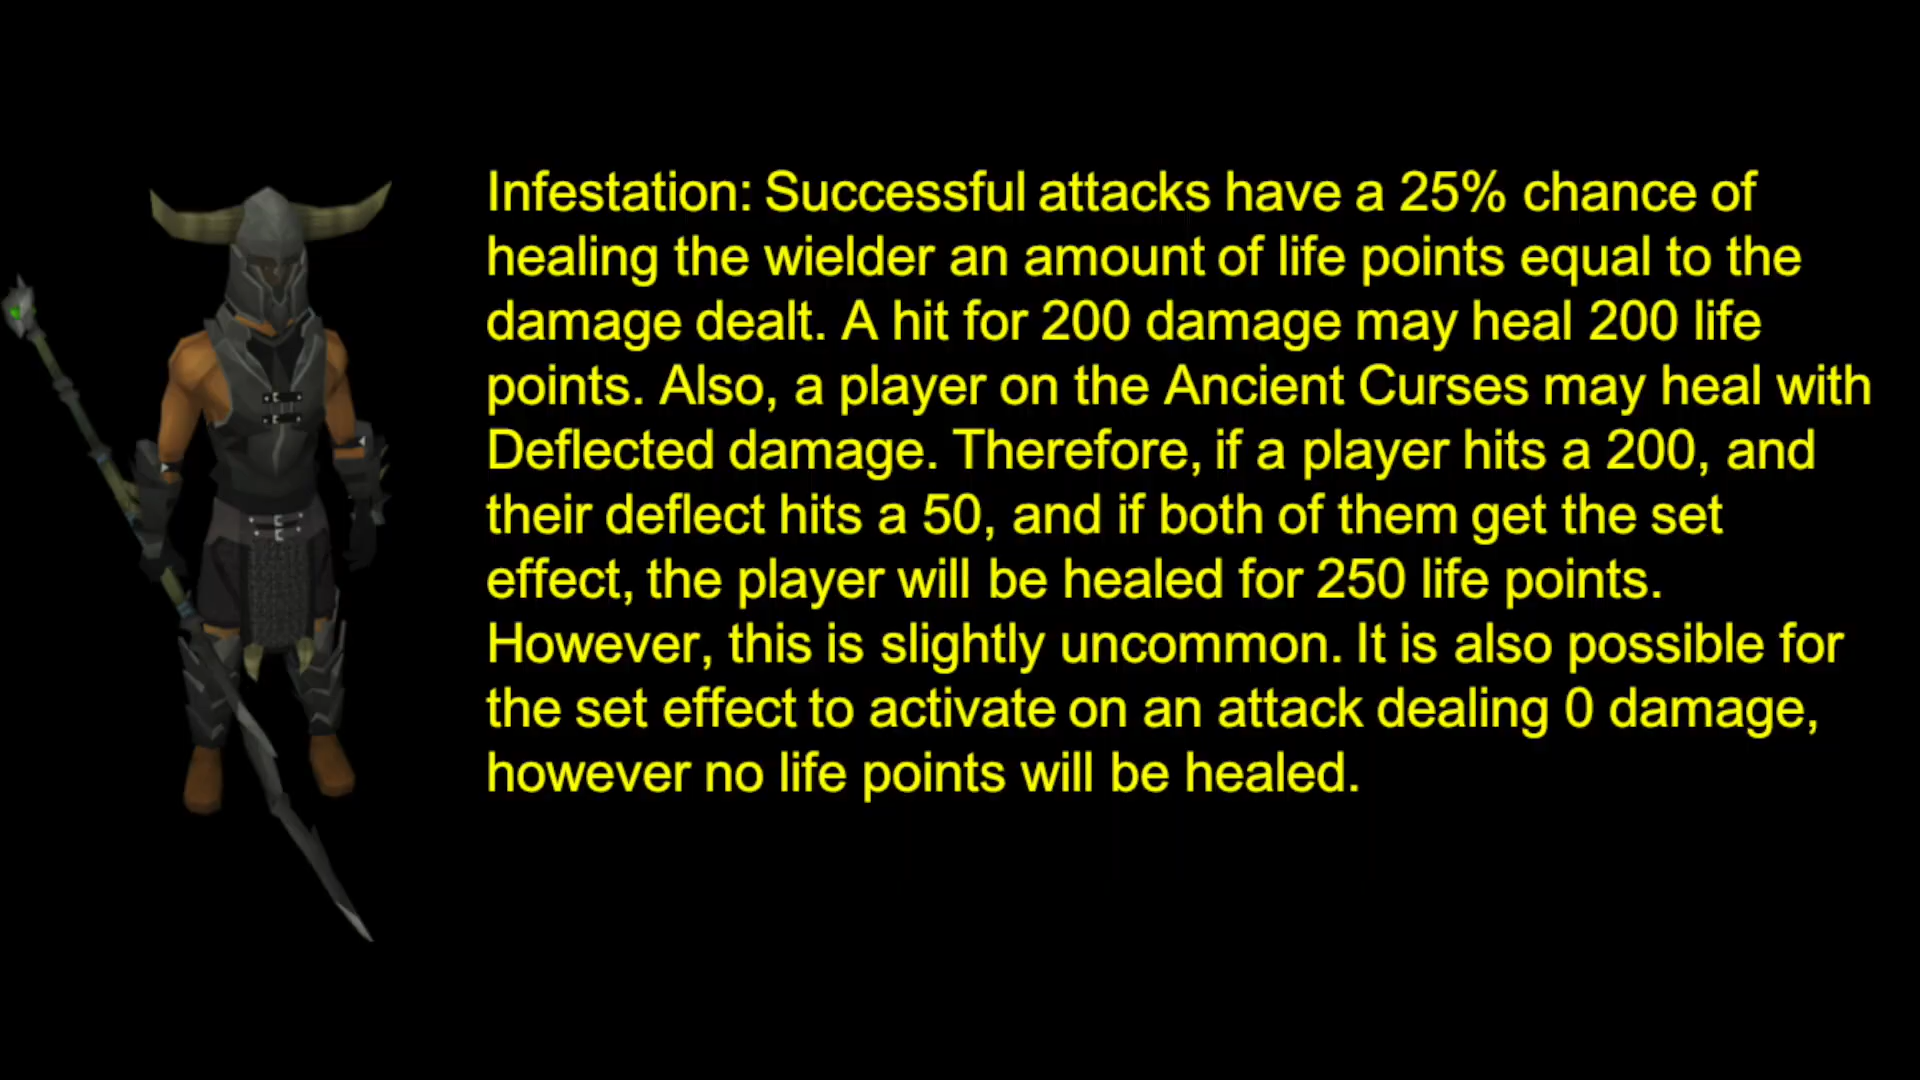 Infestation: Successful attacks have a 25% chance of
healing the wielder an amount of life points equal to the
damage dealt. A hit for 200 damage may heal 200 life
points. Also, a player on the Ancient Curses may heal with
Deflected damage. Therefore, if a player hits a 200, and
their deflect hits a 50, and if both of them get the set
effect, the player will be healed for 250 life points.
However, this is slightly uncommon. It is also possible for
the set effect to activate on an attack dealing 0 damage,
however no life points will be healed.